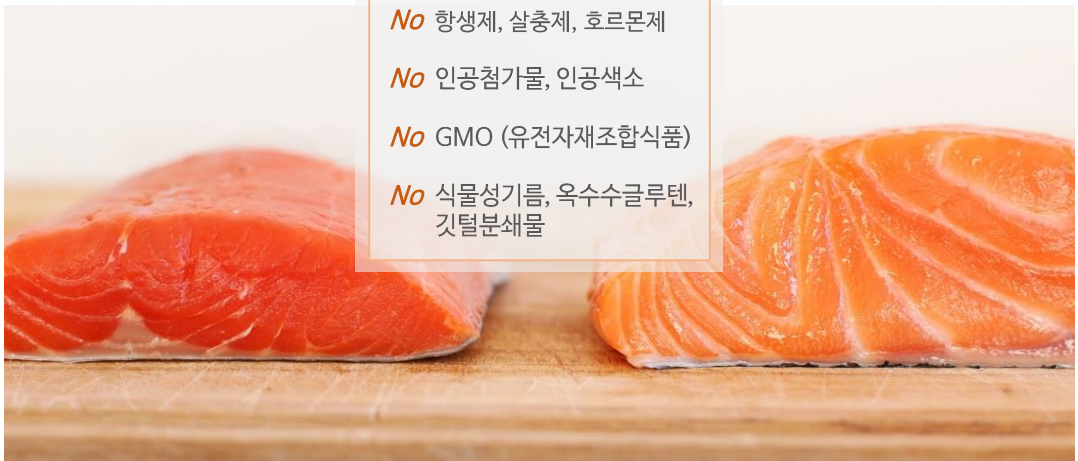 No 항생제, 살충제, 호르몬제
No 인공첨가물, 인공색소
No GMO (유전자재조합식품)
No 식물성기름, 옥수수글루텐,
깃털분쇄물